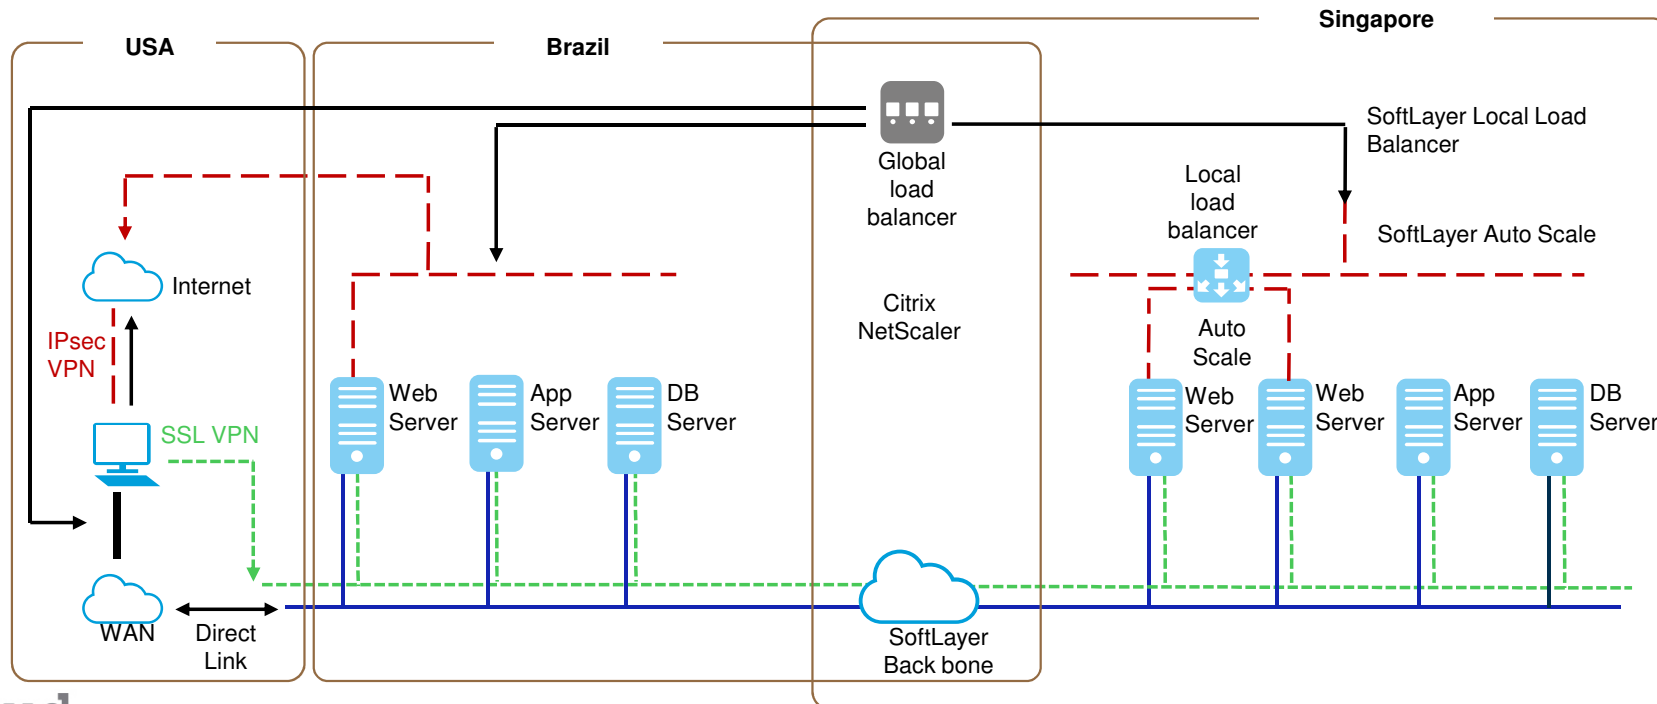 USA
Brazil
Singapore
Global
load
balancer
SoftLayer Local Load
Balancer
Local
load
balancer
SoftLayer Auto Scale
Internet
Citrix
NetScaler
IPsec
VPN
Auto
Scale
Web
Server
App
Server
DB
Server
Web
Server
Web
Server
App
Server
DB
Server
SSL VPN
WAN
Direct
Link
SoftLayer
Back bone